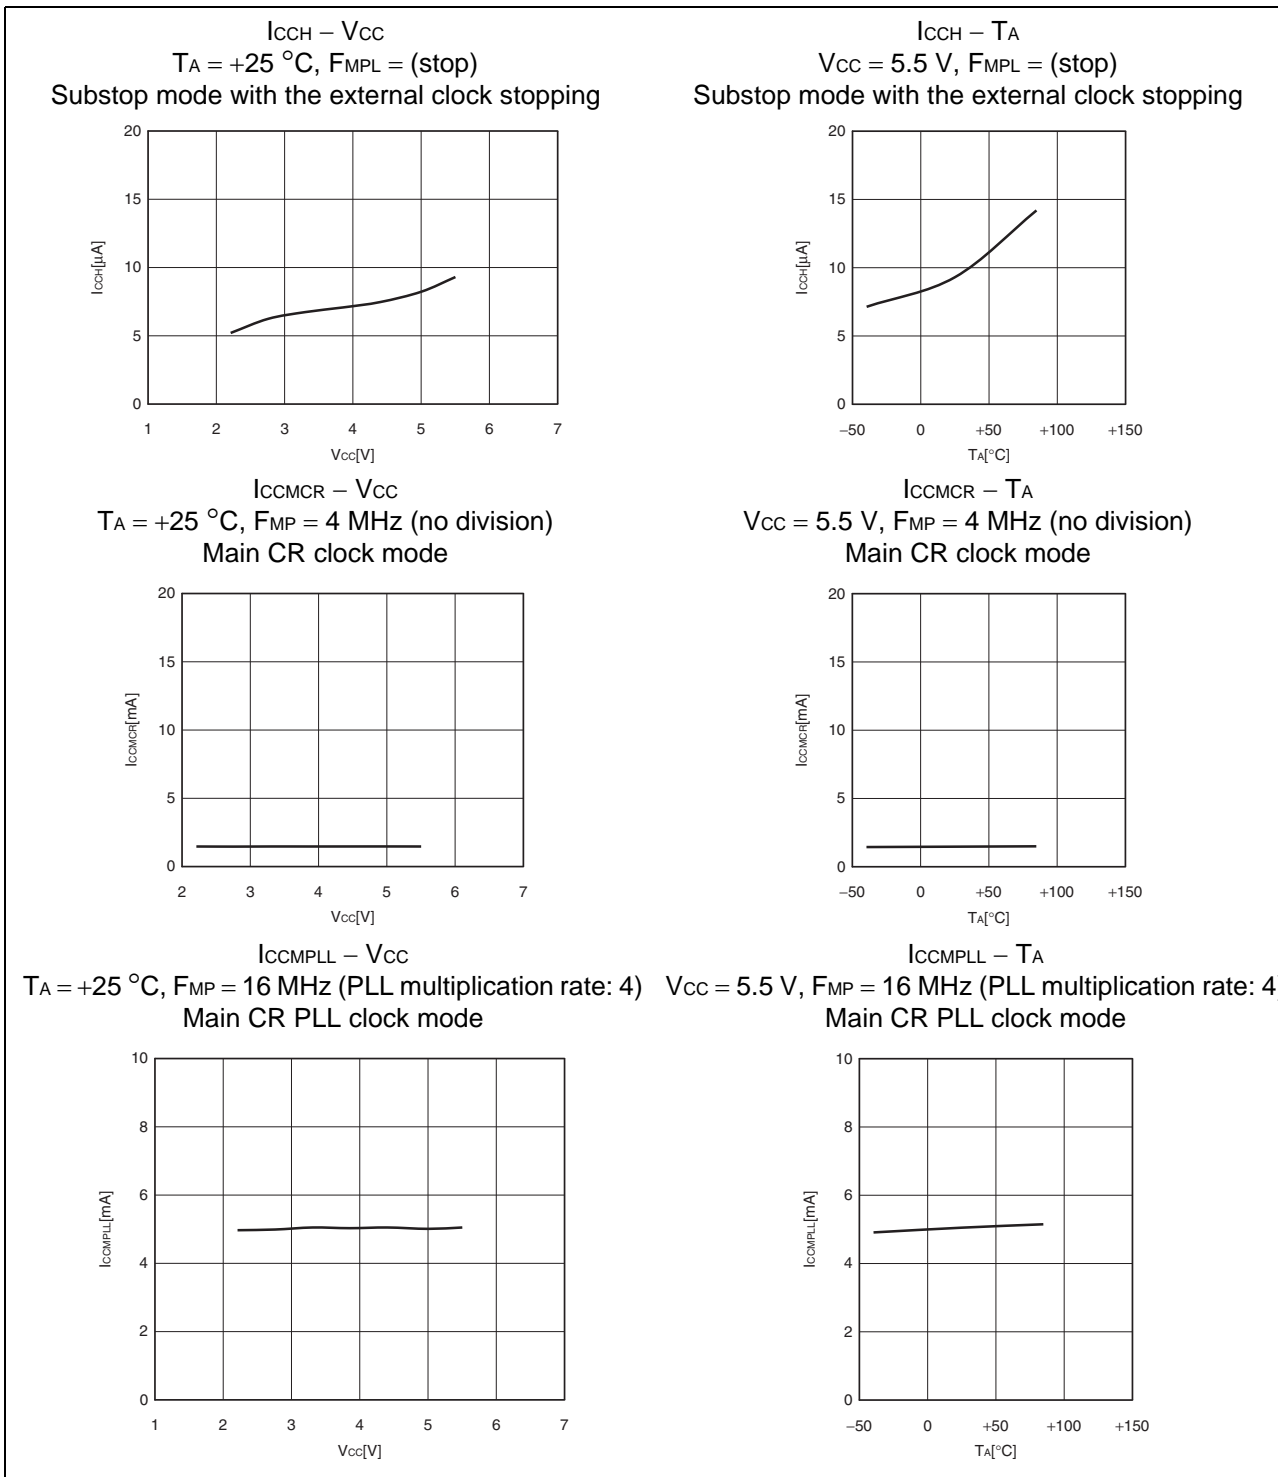 ICCH − VCC
TA = +25 °C, FMPL = (stop)
Substop mode with the external clock stopping
20
15
10
5
0
ICCH[μA]
1 2 3 4 5 6 7
VCC[V]
ICCH − TA
VCC = 5.5 V, FMPL = (stop)
Substop mode with the external clock stopping
20
15
10
5
0
ICCH[μA]
−50 0 +50 +100 +150
TA[°C]
ICCMCR − VCC
TA = +25 °C, FMP = 4 MHz (no division)
Main CR clock mode
20
15
10
5
0
ICCMCR[mA]
2 3 4 5 6 7
VCC[V]
ICCMCR − TA
VCC = 5.5 V, FMP = 4 MHz (no division)
Main CR clock mode
20
15
10
5
0
ICCMCR[mA]
−50 0 +50 +100 +150
TA[°C]
ICCMPLL − VCC
TA = +25 °C, FMP = 16 MHz (PLL multiplication rate: 4)
Main CR PLL clock mode
10
8
6
4
2
0
ICCMPLL[mA]
1 2 3 4 5 6 7
VCC[V]
ICCMPLL − TA
VCC = 5.5 V, FMP = 16 MHz (PLL multiplication rate: 4)
Main CR PLL clock mode
10
8
6
4
2
0
ICCMPLL[mA]
−50 0 +50 +100 +150
TA[°C]